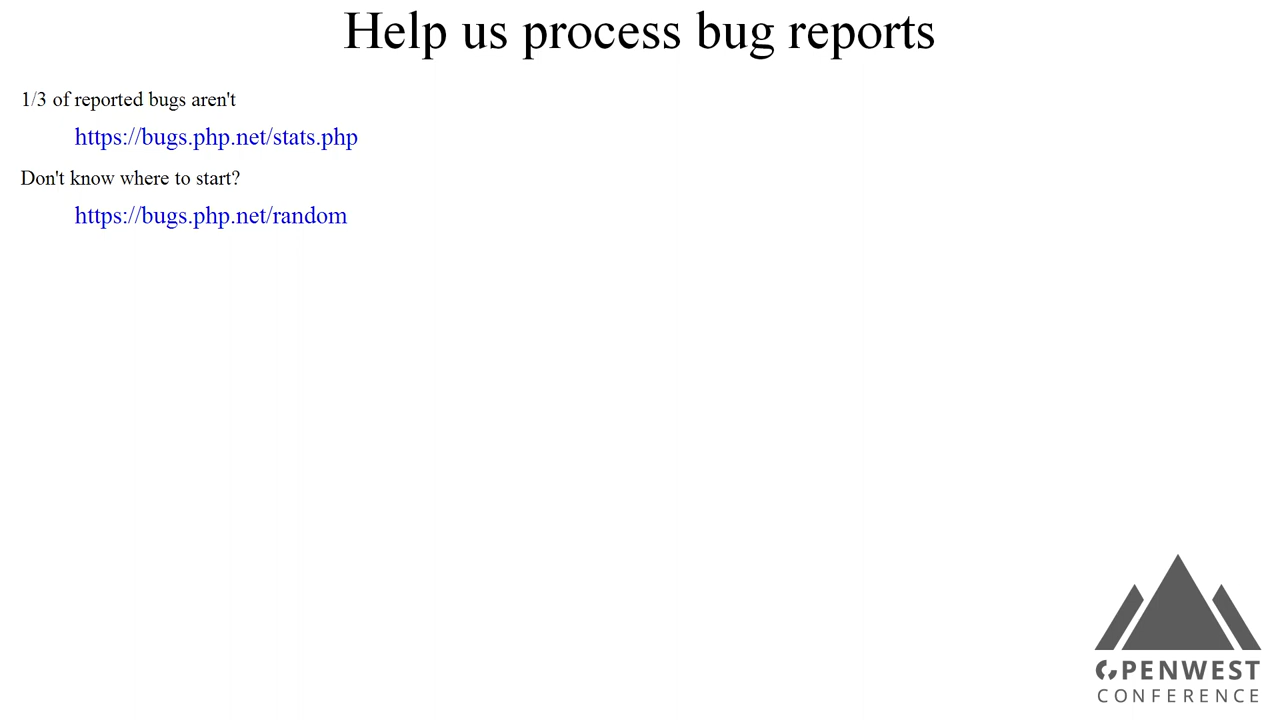 Help us process bug reports
1/3 of reported bugs aren't
https://bugs.php.net/stats.php
Don't know where to start?
https://bugs.php.net/random
OPENWEST
CONFERENCE